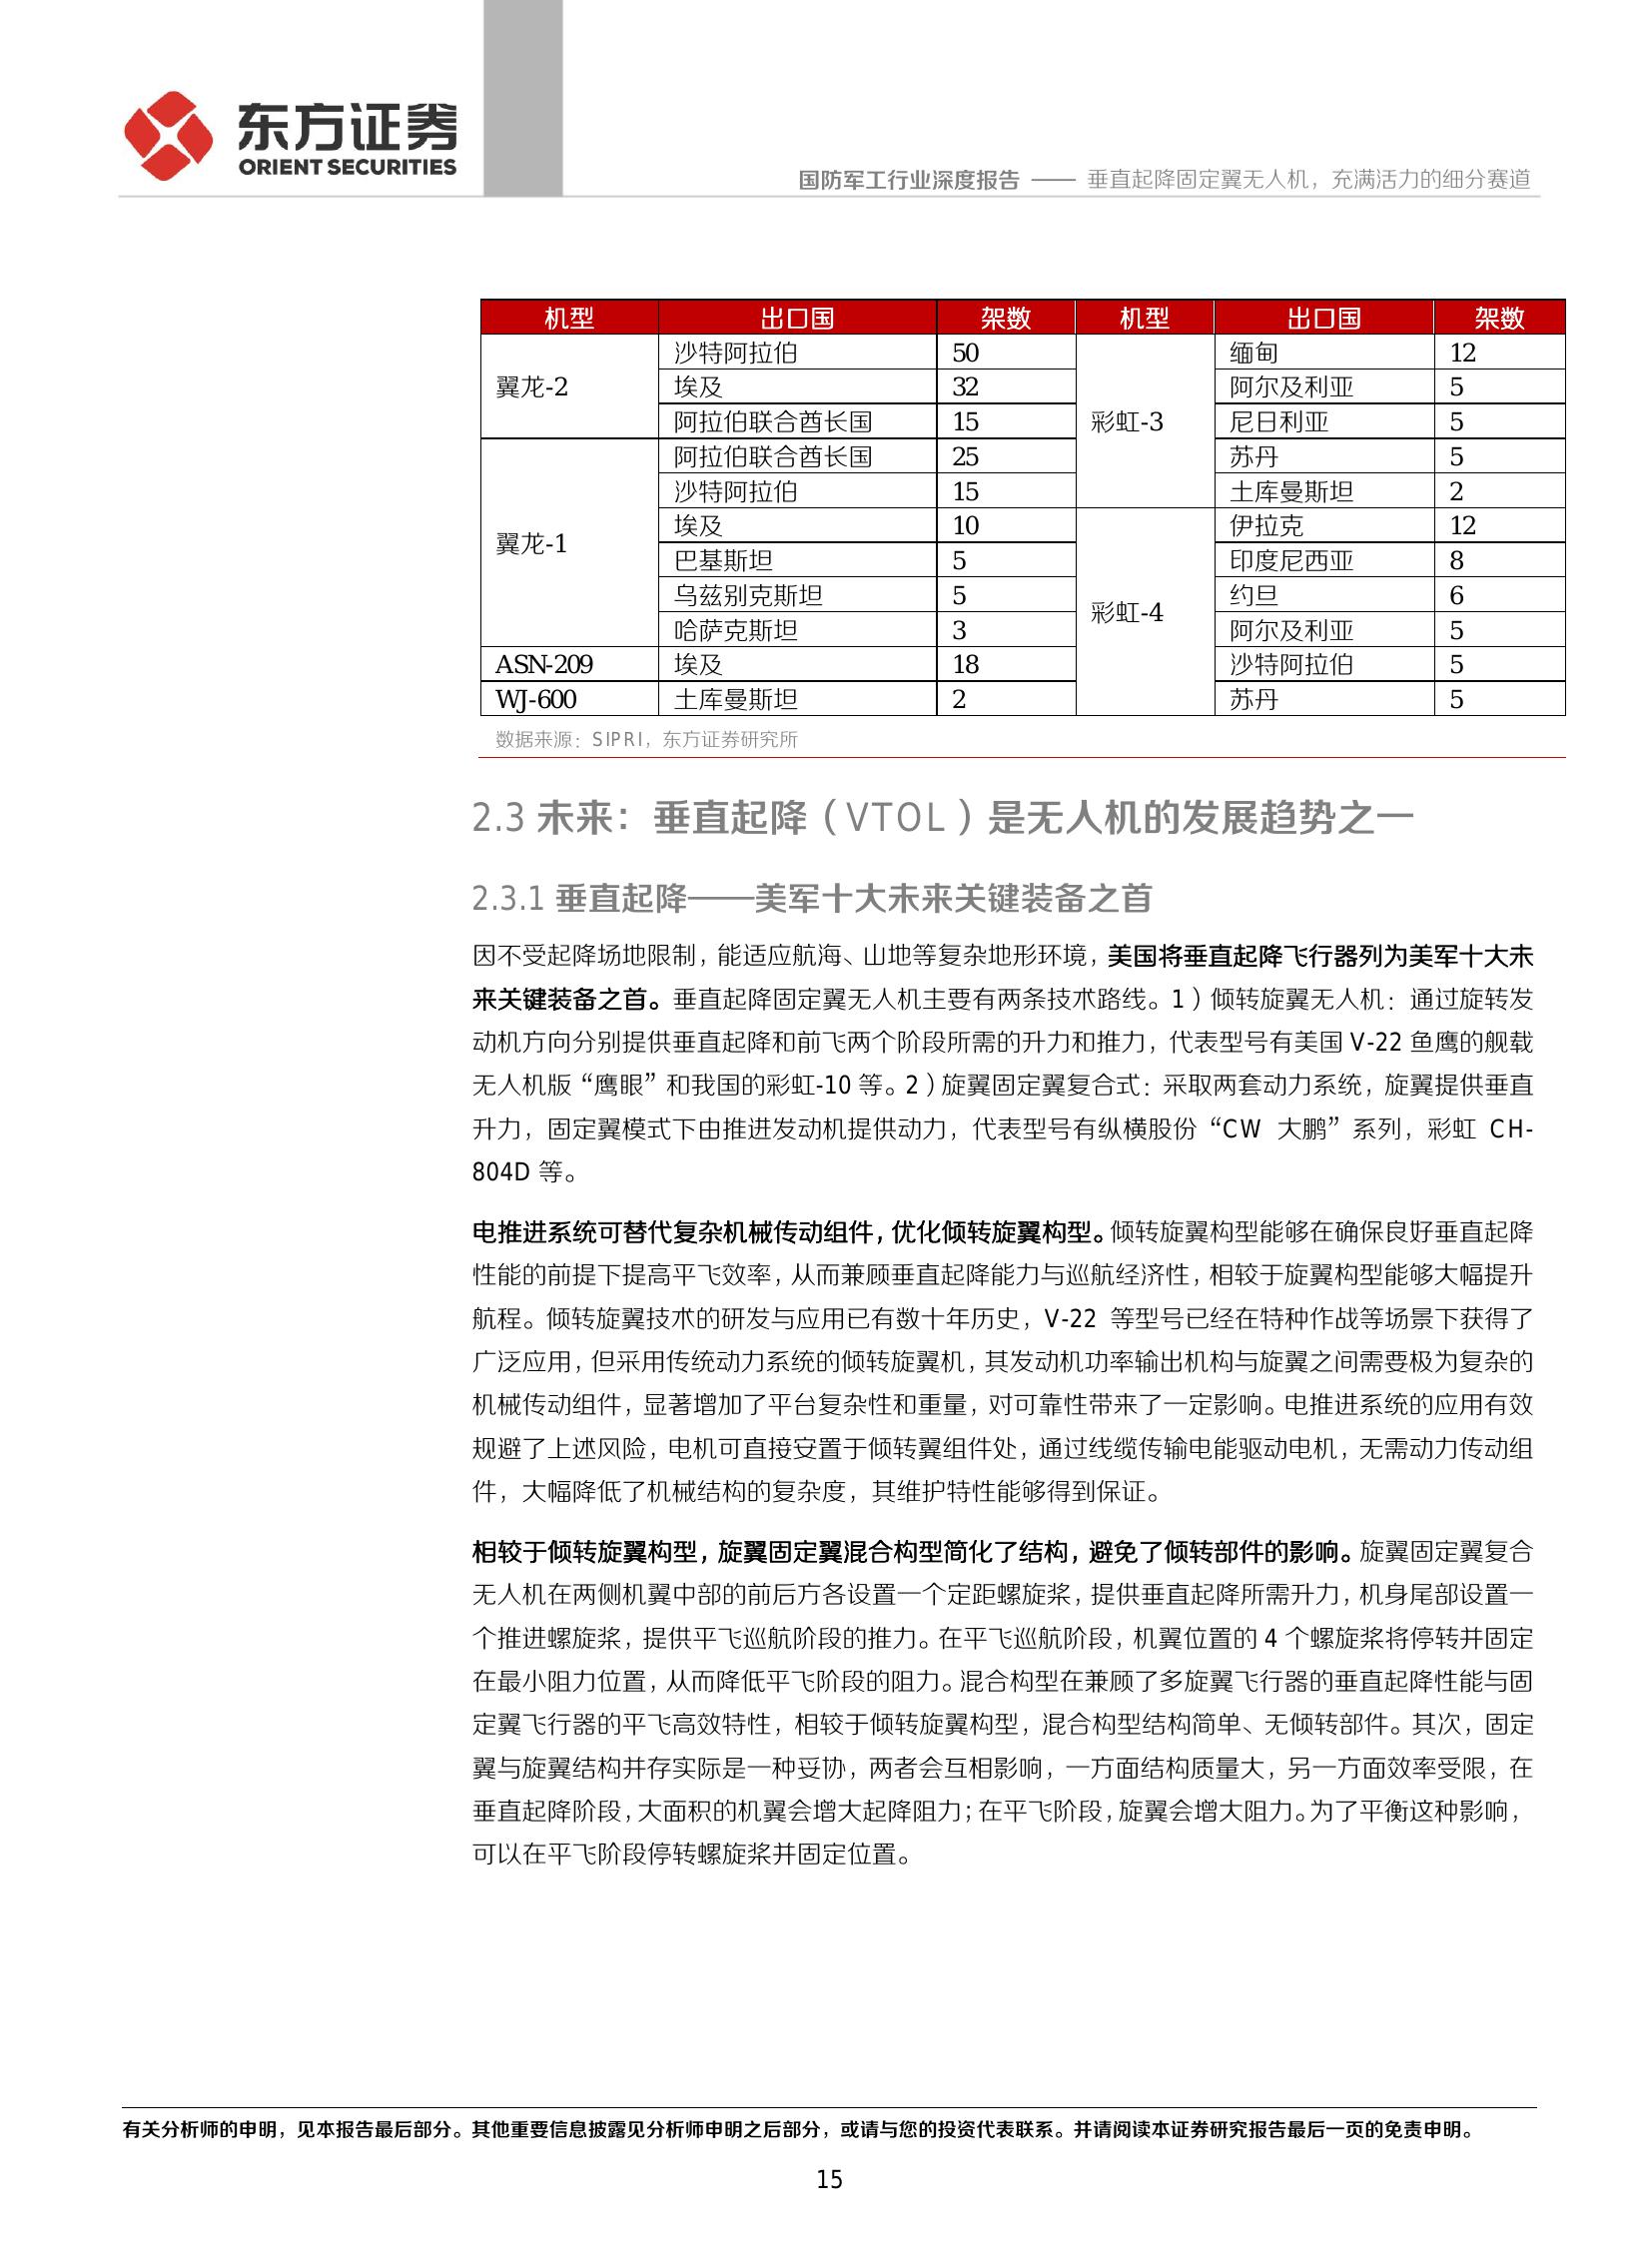 东方证券
ORIENT SECURITIES
国防军工行业深度报告 —— 垂直起降固定翼无人机，充满活力的细分赛道
机型 出口国 架数 机型 出口国 架数
翼龙-2 沙特阿拉伯 50 彩虹-3 缅甸 12
埃及 32 阿尔及利亚 5
阿拉伯联合酋长国 15 尼日利亚 5
翼龙-1 阿拉伯联合酋长国 25 苏丹 5
沙特阿拉伯 15 土库曼斯坦 2
埃及 10 彩虹-4 伊拉克 12
巴基斯坦 5 印度尼西亚 8
乌兹别克斯坦 5 约旦 6
哈萨克斯坦 3 阿尔及利亚 5
ASN-209 埃及 18 沙特阿拉伯 5
WJ-600 土库曼斯坦 2 苏丹 5
数据来源：SIPRI，东方证券研究所
2.3 未来：垂直起降（VTOL）是无人机的发展趋势之一
2.3.1 垂直起降——美军十大未来关键装备之首
因不受起降场地限制，能适应航海、山地等复杂地形环境，美国将垂直起降飞行器列为美军十大未
来关键装备之首。垂直起降固定翼无人机主要有两条技术路线。1）倾转旋翼无人机：通过旋转发
动机方向分别提供垂直起降和前飞两个阶段所需的升力和推力，代表型号有美国 V-22 鱼鹰的舰载
无人机版“鹰眼”和我国的彩虹-10 等。2）旋翼固定翼复合式：采取两套动力系统，旋翼提供垂直
升力，固定翼模式下由推进发动机提供动力，代表型号有纵横股份“CW 大鹏”系列，彩虹 CH-
804D 等。
电推进系统可替代复杂机械传动组件，优化倾转旋翼构型。倾转旋翼构型能够在确保良好垂直起降
性能的前提下提高平飞效率，从而兼顾垂直起降能力与巡航经济性，相较于旋翼构型能够大幅提升
航程。倾转旋翼技术的研发与应用已有数十年历史，V-22 等型号已经在特种作战等场景下获得了
广泛应用，但采用传统动力系统的倾转旋翼机，其发动机功率输出机构与旋翼之间需要极为复杂的
机械传动组件，显著增加了平台复杂性和重量，对可靠性带来了一定影响。电推进系统的应用有效
规避了上述风险，电机可直接安置于倾转翼组件处，通过线缆传输电能驱动电机，无需动力传动组
件，大幅降低了机械结构的复杂度，其维护特性能够得到保证。
相较于倾转旋翼构型，旋翼固定翼混合构型简化了结构，避免了倾转部件的影响。旋翼固定翼复合
无人机在两侧机翼中部的前后方各设置一个定距螺旋桨，提供垂直起降所需升力，机身尾部设置一
个推进螺旋桨，提供平飞巡航阶段的推力。在平飞巡航阶段，机翼位置的 4 个螺旋桨将停转并固定
在最小阻力位置，从而降低平飞阶段的阻力。混合构型在兼顾了多旋翼飞行器的垂直起降性能与固
定翼飞行器的平飞高效特性，相较于倾转旋翼构型，混合构型结构简单、无倾转部件。其次，固定
翼与旋翼结构并存实际是一种妥协，两者会互相影响，一方面结构质量大，另一方面效率受限，在
垂直起降阶段，大面积的机翼会增大起降阻力；在平飞阶段，旋翼会增大阻力。为了平衡这种影响，
可以在平飞阶段停转螺旋桨并固定位置。
有关分析师的申明，见本报告最后部分。其他重要信息披露见分析师申明之后部分，或请与您的投资代表联系。并请阅读本证券研究报告最后一页的免责申明。
15